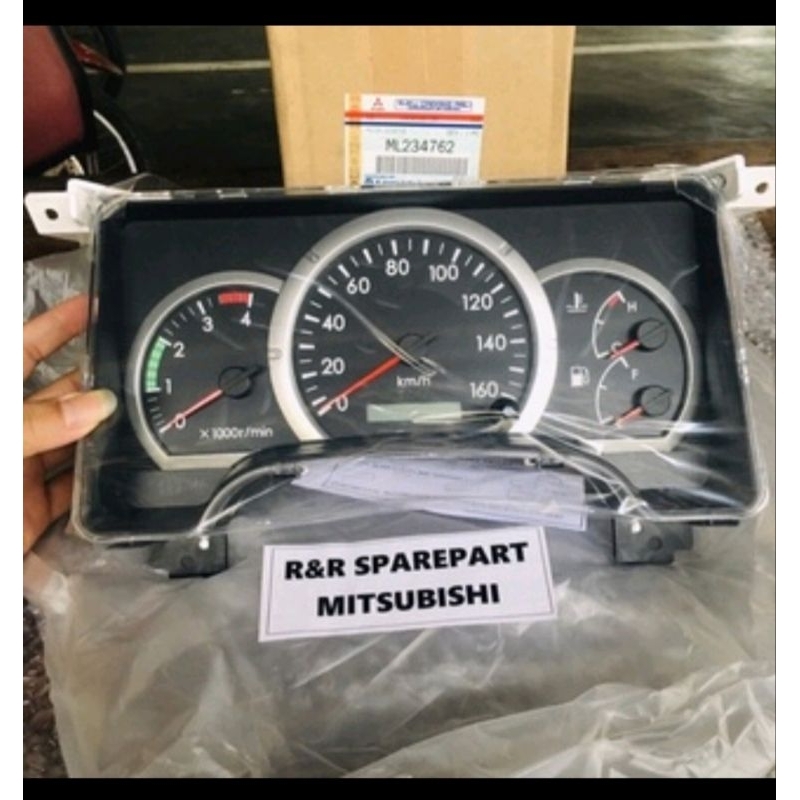 ML234762
0
1
2
3
4
×1000r/min
0
20
40
60
80
100
120
140
160
km/h
H
C
F
R&R SPAREPART
MITSUBISHI